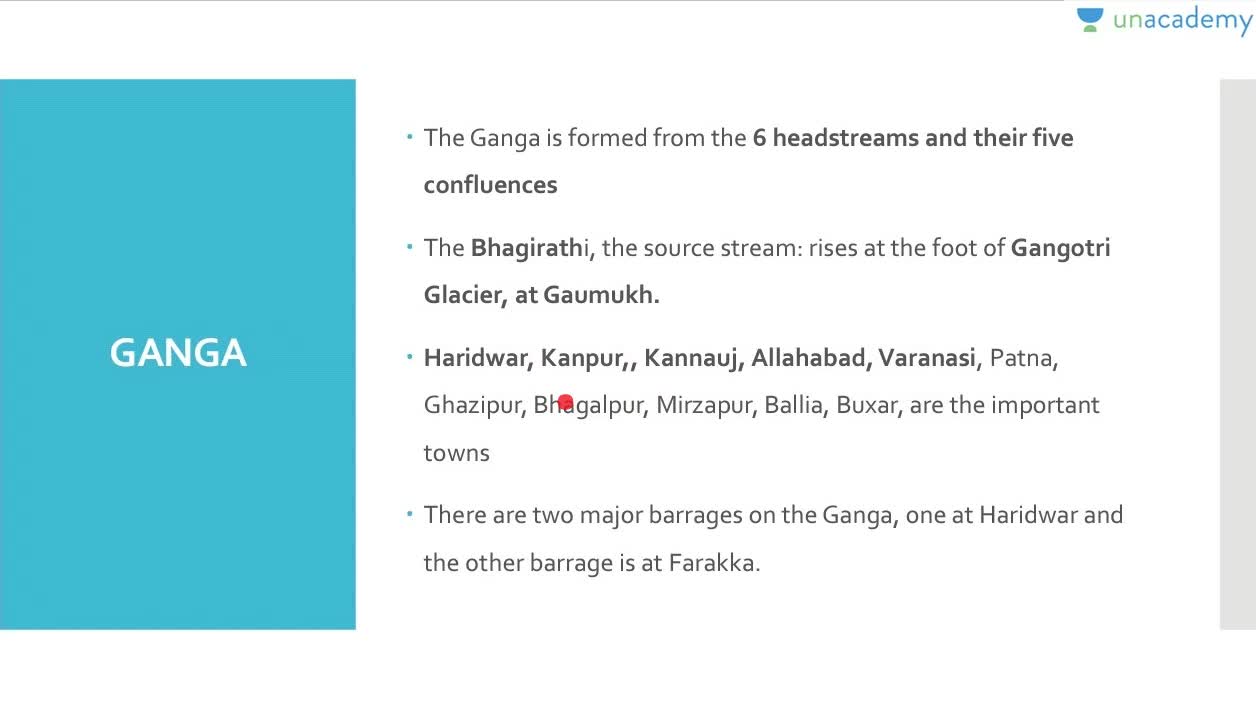 unacademy
GANGA
• The Ganga is formed from the 6 headstreams and their five
confluences
• The Bhagirathi, the source stream: rises at the foot of Gangotri
Glacier, at Gaumukh.
• Haridwar, Kanpur,, Kannauj, Allahabad, Varanasi, Patna,
Ghazipur, Bhagalpur, Mirzapur, Ballia, Buxar, are the important
towns
• There are two major barrages on the Ganga, one at Haridwar and
the other barrage is at Farakka.